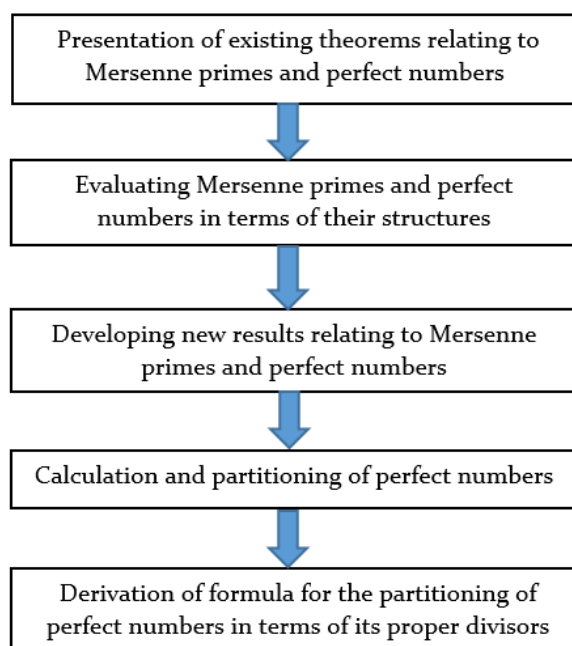 Presentation of existing theorems relating to
Mersenne primes and perfect numbers
Evaluating Mersenne primes and perfect
numbers in terms of their structures
Developing new results relating to Mersenne
primes and perfect numbers
Calculation and partitioning of perfect numbers
Derivation of formula for the partitioning of
perfect numbers in terms of its proper divisors